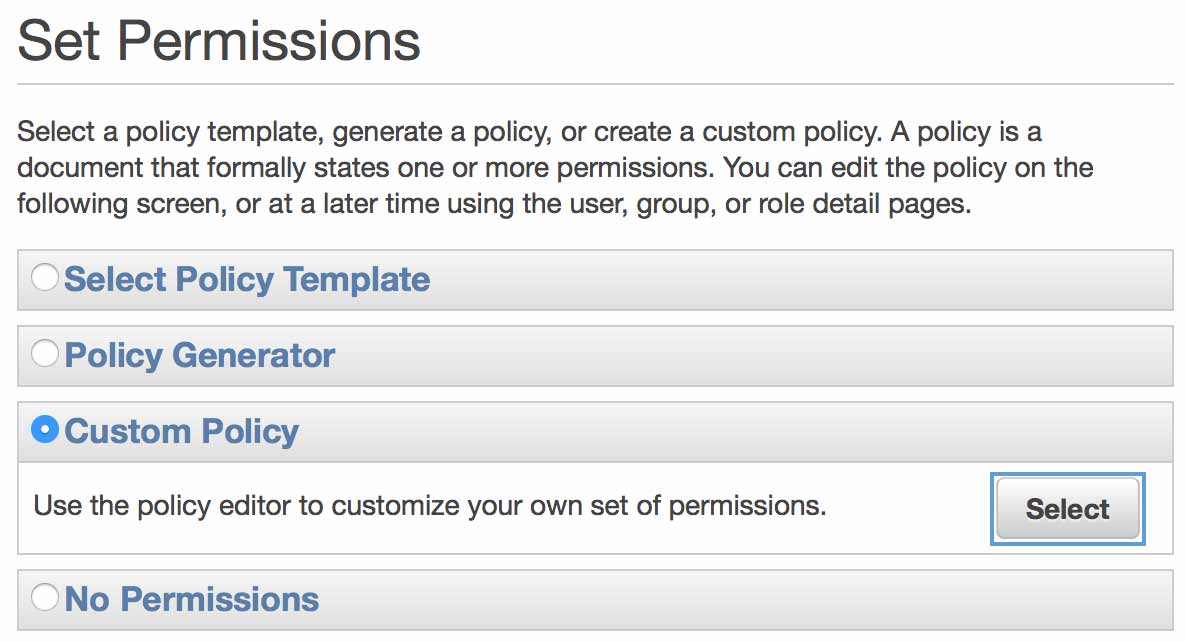 Set Permissions
Select a policy template, generate a policy, or create a custom policy. A policy is a
document that formally states one or more permissions. You can edit the policy on the
following screen, or at a later time using the user, group, or role detail pages.
Select Policy Template
Policy Generator
Custom Policy
Use the policy editor to customize your own set of permissions.
Select
No Permissions